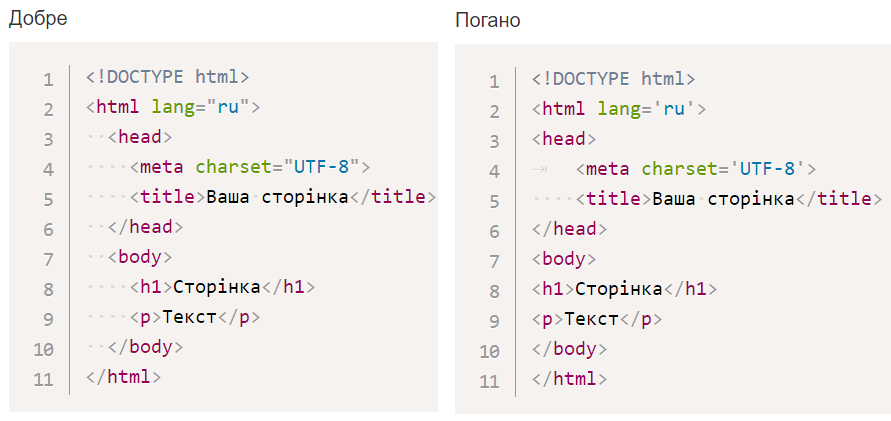 Добре
1 <!DOCTYPE html>
2 <html lang="ru">
3 <head>
4 <meta charset="UTF-8">
5 <title>Ваша сторінка</title>
6 </head>
7 <body>
8 <h1>Сторінка</h1>
9 <p>Текст</p>
10 </body>
11 </html>
Погано
1 <!DOCTYPE html>
2 <html lang='ru'>
3 <head>
4 <meta charset='UTF-8'>
5 <title>Ваша сторінка</title>
6 </head>
7 <body>
8 <h1>Сторінка</h1>
9 <p>Текст</p>
10 </body>
11 </html>